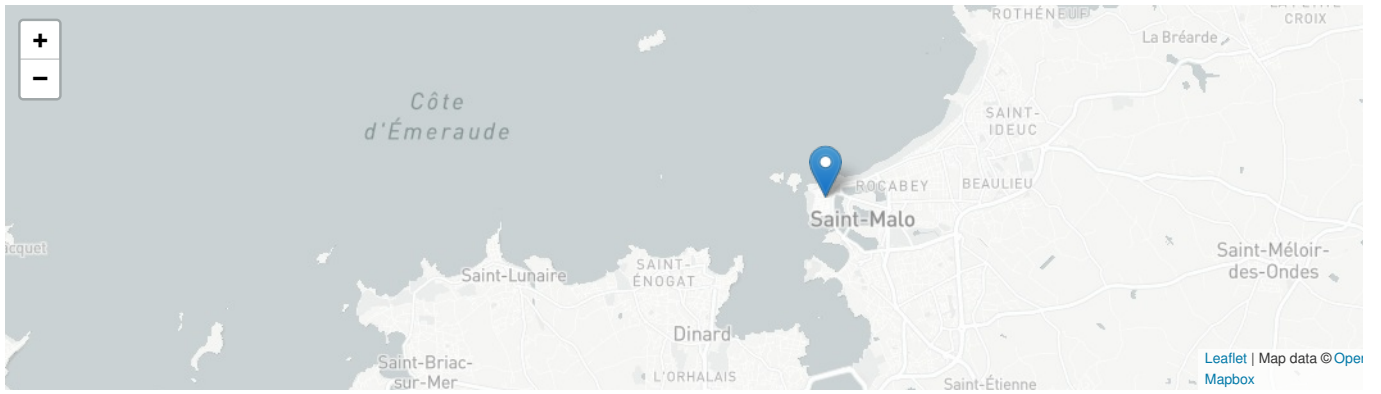 +
−
ROTHÉNEUF
CROIX
La Bréarde
Côte
d'Émeraude
SAINT-
IDEUC
ROCABEY
BEAULIEU
Saint-Malo
Saint-Méloir-
des-Ondes
Saint-Lunaire
SAINT-
ÉNOGAT
Dinard
Saint-Briac-
sur-Mer
L'ORHALAIS
Saint-Étienne
Leaflet | Map data © Oper
Mapbox